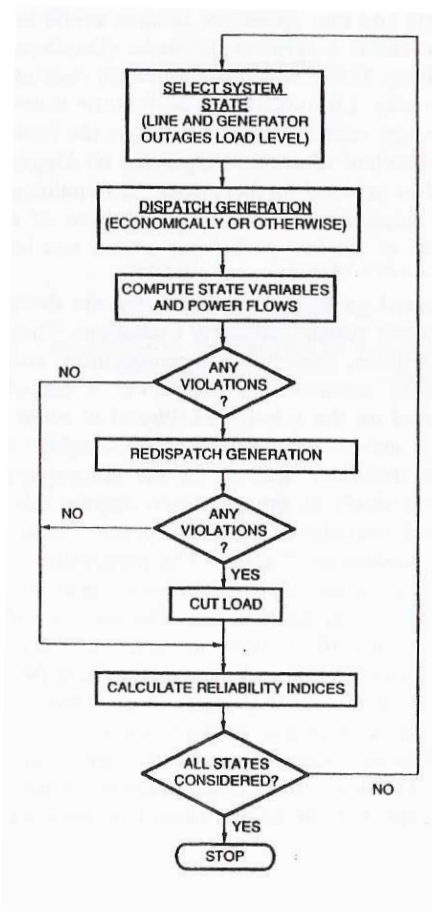 SELECT SYSTEM
STATE
(LINE AND GENERATOR
OUTAGES LOAD LEVEL)
DISPATCH GENERATION
(ECONOMICALLY OR OTHERWISE)
COMPUTE STATE VARIABLES
AND POWER FLOWS
NO
ANY
VIOLATIONS
?
REDISPATCH GENERATION
NO
ANY
VIOLATIONS
?
YES
CUT LOAD
CALCULATE RELIABILITY INDICES
ALL STATES
CONSIDERED?
NO
YES
STOP